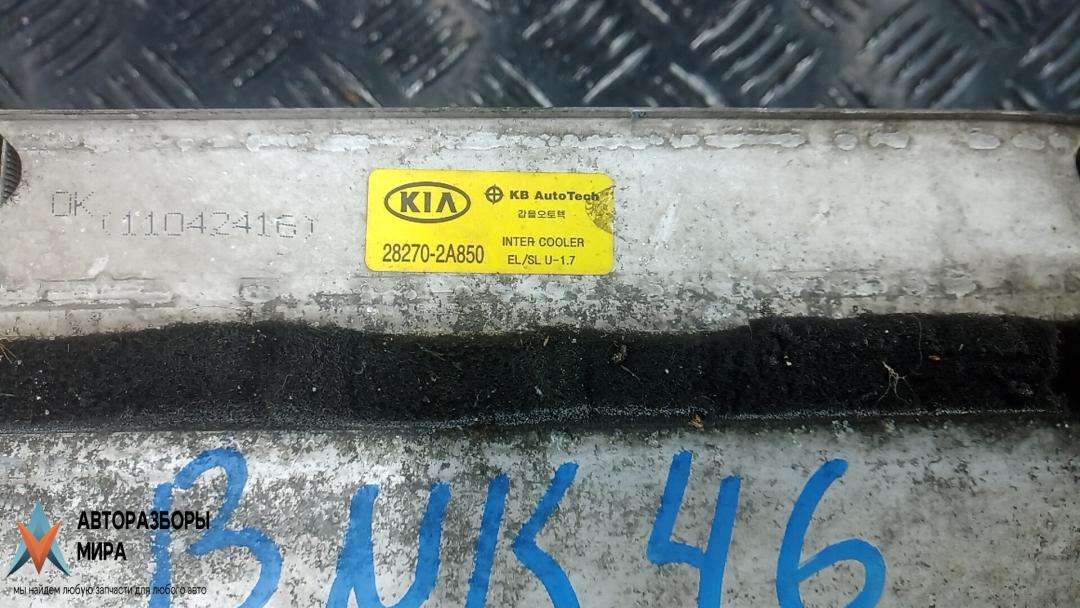 OK
(11042416)
KIA
KB AutoTech
갑을오토텍
28270-2A850
INTER COOLER
EL/SL U-1.7
BNK 46
АВТОРАЗБОРЫ
МИРА
мы найдем любую запчасти для любого авто